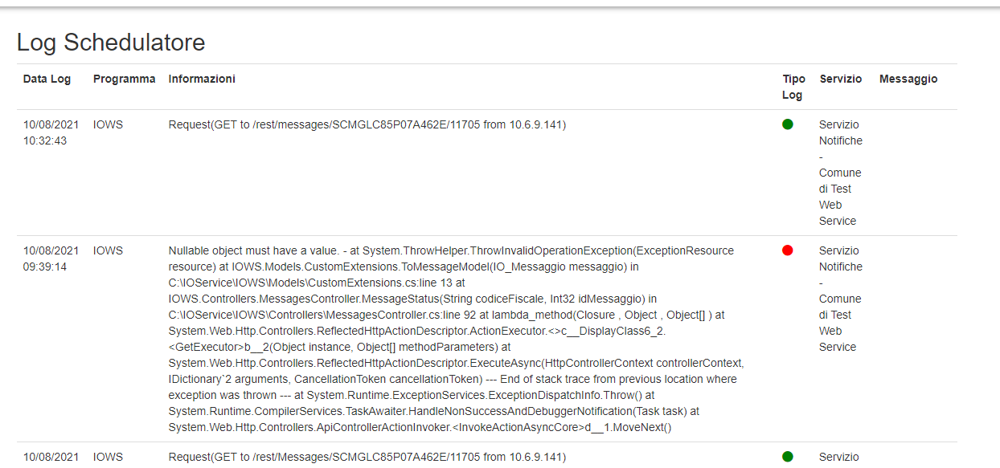 Log Schedulatore
Data Log Programma Informazioni Tipo Log Servizio Messaggio
10/08/2021 10:32:43 IOWS Request(GET to /rest/messages/SCMGLC85P07A462E/11705 from 10.6.9.141) Servizio
Notifiche
-
Comune
di Test
Web
Service
10/08/2021 09:39:14 IOWS Nullable object must have a value. - at System.ThrowHelper.ThrowInvalidOperationException(ExceptionResource
resource) at IOWS.Models.CustomExtensions.ToMessageModel(IO_Messaggio messaggio) in
C:\IOService\IOWS\Models\CustomExtensions.cs:line 13 at
IOWS.Controllers.MessagesController.MessageStatus(String codiceFiscale, Int32 idMessaggio) in
C:\IOService\IOWS\Controllers\MessagesController.cs:line 92 at lambda_method(Closure , Object , Object[] ) at
System.Web.Http.Controllers.ReflectedHttpActionDescriptor.ActionExecutor.<>c__DisplayClass6_2.
<GetExecutor>b__2(Object instance, Object[] methodParameters) at
System.Web.Http.Controllers.ReflectedHttpActionDescriptor.ExecuteAsync(HttpControllerContext controllerContext,
IDictionary`2 arguments, CancellationToken cancellationToken) --- End of stack trace from previous location where
exception was thrown --- at System.Runtime.ExceptionServices.ExceptionDispatchInfo.Throw() at
System.Runtime.CompilerServices.TaskAwaiter.HandleNonSuccessAndDebuggerNotification(Task task) at
System.Web.Http.Controllers.ApiControllerActionInvoker.<InvokeActionAsyncCore>d__1.MoveNext()
Servizio
Notifiche
-
Comune
di Test
Web
Service
10/08/2021 IOWS Request(GET to /rest/Messages/SCMGLC85P07A462E/11705 from 10.6.9.141) Servizio